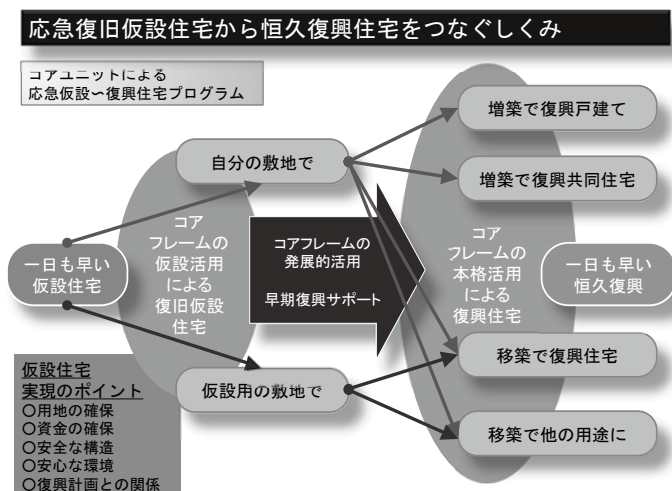 応急復旧仮設住宅から恒久復興住宅をつなぐしくみ
コアユニットによる
応急仮設〜復興住宅プログラム
自分の敷地で
増築で復興戸建て
増築で復興共同住宅
一日も早い
仮設住宅
コア
フレームの
仮設活用
による
復旧仮設
住宅
コアフレームの
発展的活用
早期復興サポート
コア
フレームの
本格活用
による
復興住宅
一日も早い
恒久復興
仮設用の敷地で
移築で復興住宅
移築で他の用途に
仮設住宅
実現のポイント
○用地の確保
○資金の確保
○安全な構造
○安心な環境
○復興計画との関係